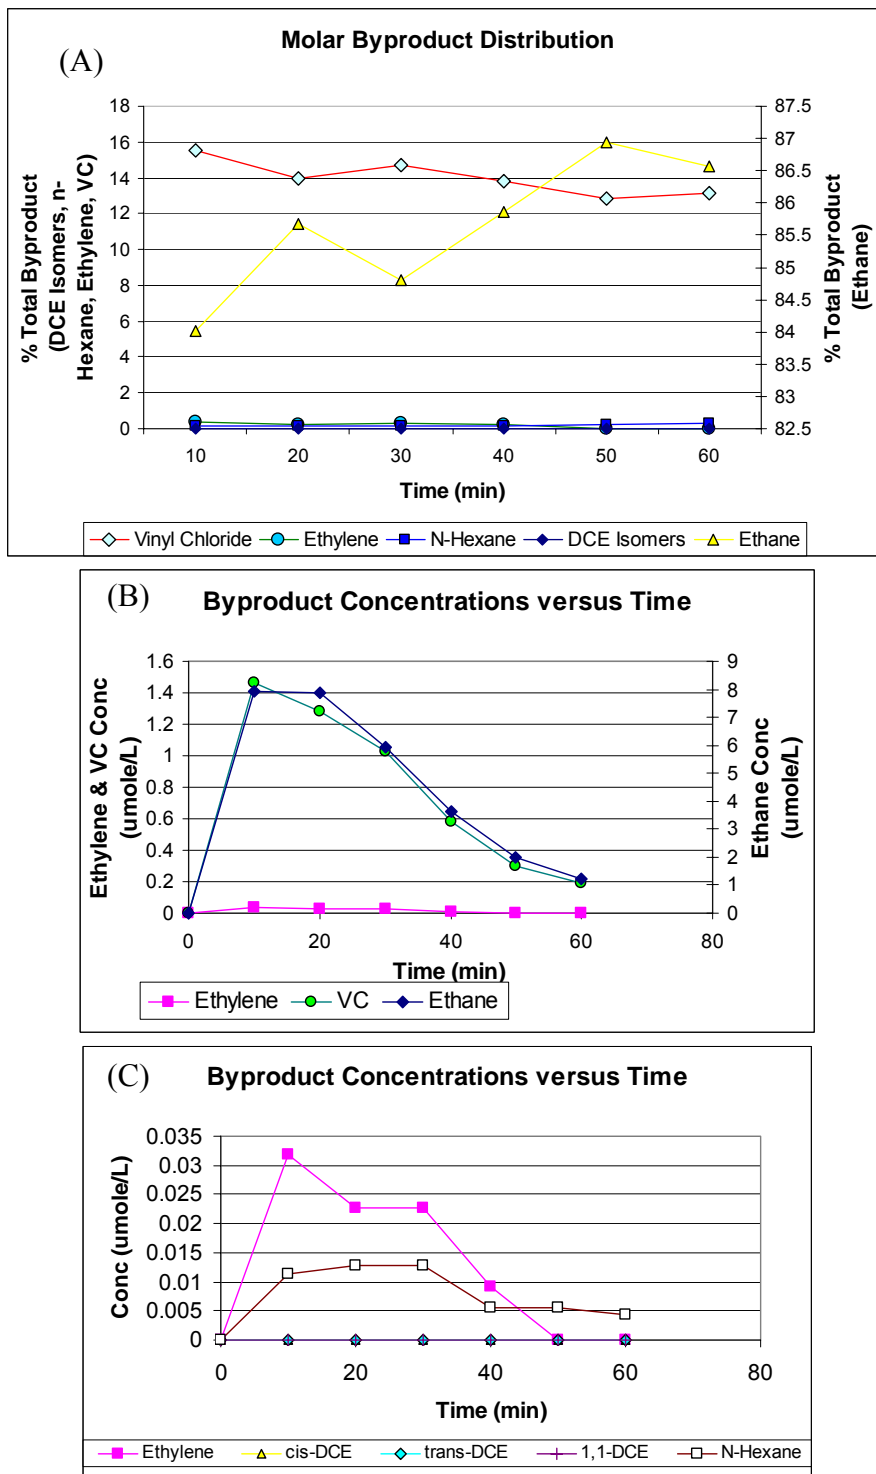 (A)
Molar Byproduct Distribution
% Total Byproduct
(DCE Isomers, n-
Hexane, Ethylene, VC)
18
16
14
12
10
8
6
4
2
0
87.5
87
86.5
86
85.5
85
84.5
84
83.5
83
82.5
% Total Byproduct
(Ethane)
10 20 30 40 50 60
Time (min)
Vinyl Chloride Ethylene N-Hexane DCE Isomers Ethane
(B)
Byproduct Concentrations versus Time
Ethylene & VC Conc
(umole/L)
1.6
1.4
1.2
1
0.8
0.6
0.4
0.2
0
9
8
7
6
5
4
3
2
1
0
Ethane Conc
(umole/L)
0 20 40 60 80
Time (min)
Ethylene VC Ethane
(C)
Byproduct Concentrations versus Time
Conc (umole/L)
0.035
0.03
0.025
0.02
0.015
0.01
0.005
0
0 20 40 60 80
Time (min)
Ethylene cis-DCE trans-DCE 1,1-DCE N-Hexane